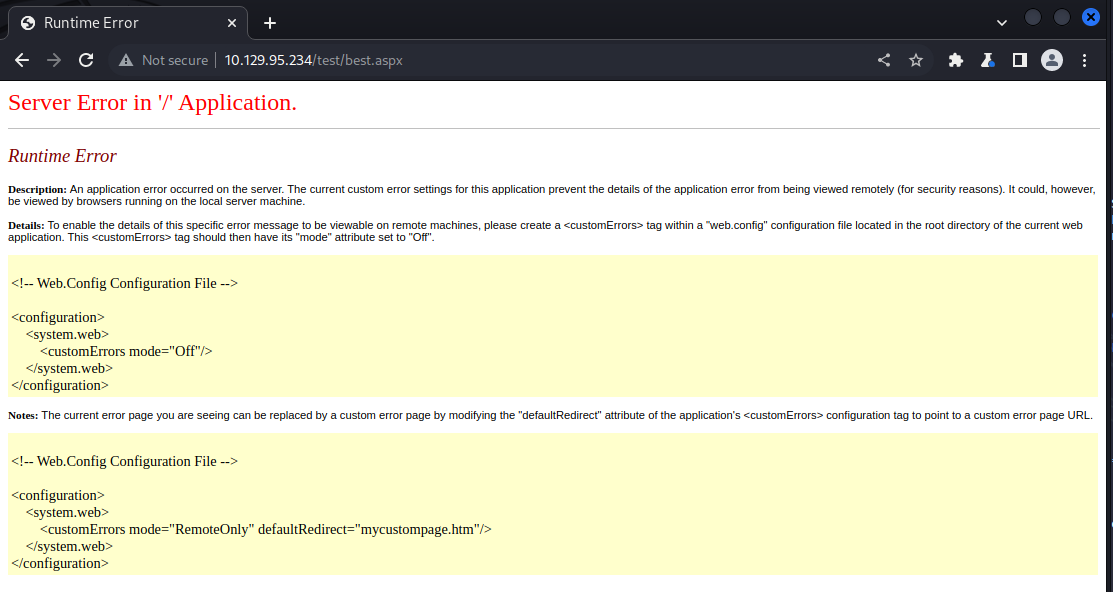 Runtime Error
Not secure
10.129.95.234/test/best.aspx
Server Error in '/' Application.
Runtime Error
Description: An application error occurred on the server. The current custom error settings for this application prevent the details of the application error from being viewed remotely (for security reasons). It could, however,
be viewed by browsers running on the local server machine.
Details: To enable the details of this specific error message to be viewable on remote machines, please create a <customErrors> tag within a "web.config" configuration file located in the root directory of the current web
application. This <customErrors> tag should then have its "mode" attribute set to "Off".
<!-- Web.Config Configuration File -->
<configuration>
    <system.web>
        <customErrors mode="Off"/>
    </system.web>
</configuration>
Notes: The current error page you are seeing can be replaced by a custom error page by modifying the "defaultRedirect" attribute of the application's <customErrors> configuration tag to point to a custom error page URL.
<!-- Web.Config Configuration File -->
<configuration>
    <system.web>
        <customErrors mode="RemoteOnly" defaultRedirect="mycustompage.htm"/>
    </system.web>
</configuration>